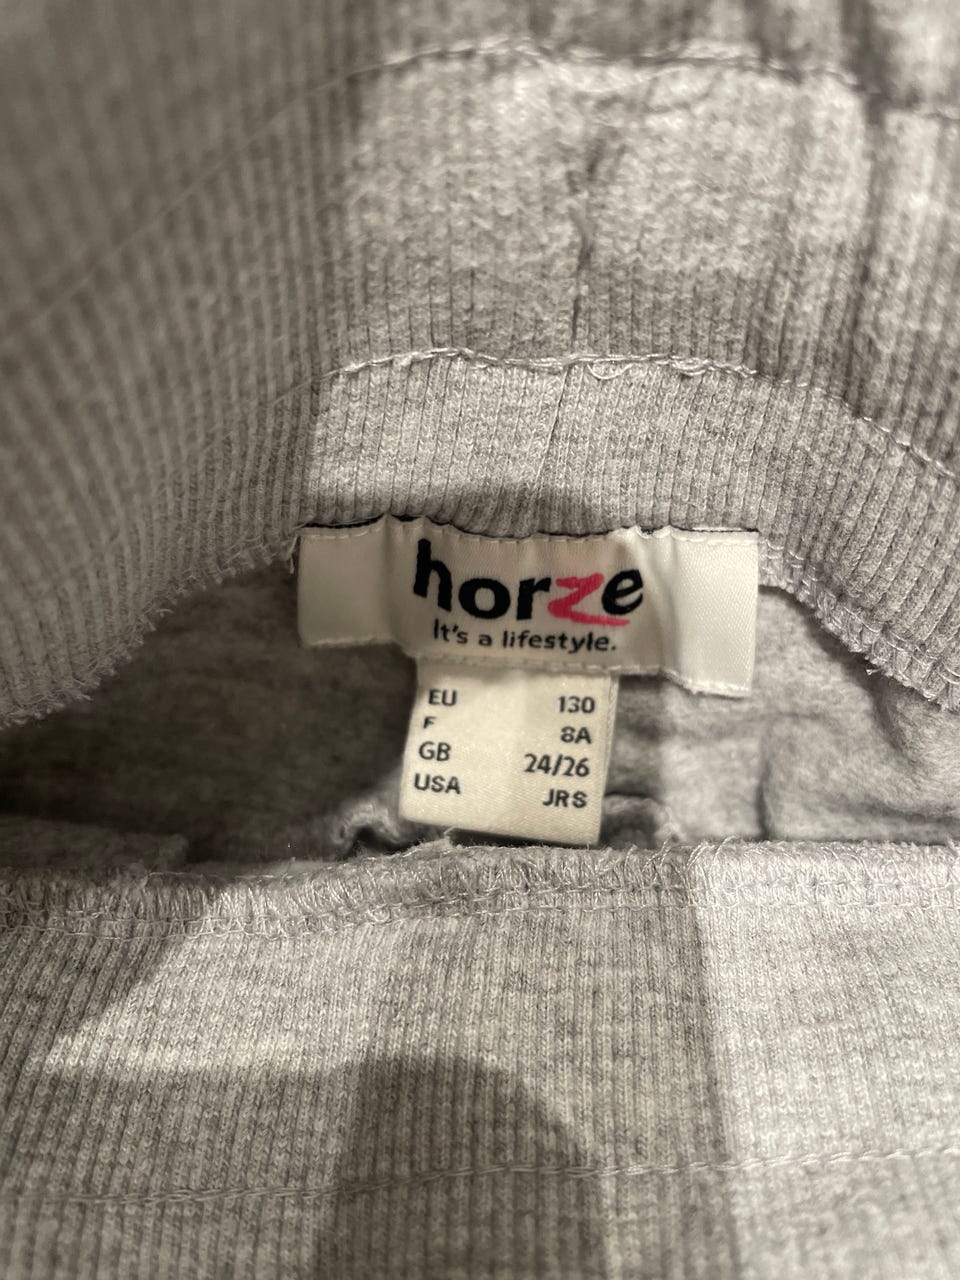 horze
It's a lifestyle.
EU 130
F 8A
GB 24/26
USA JRS